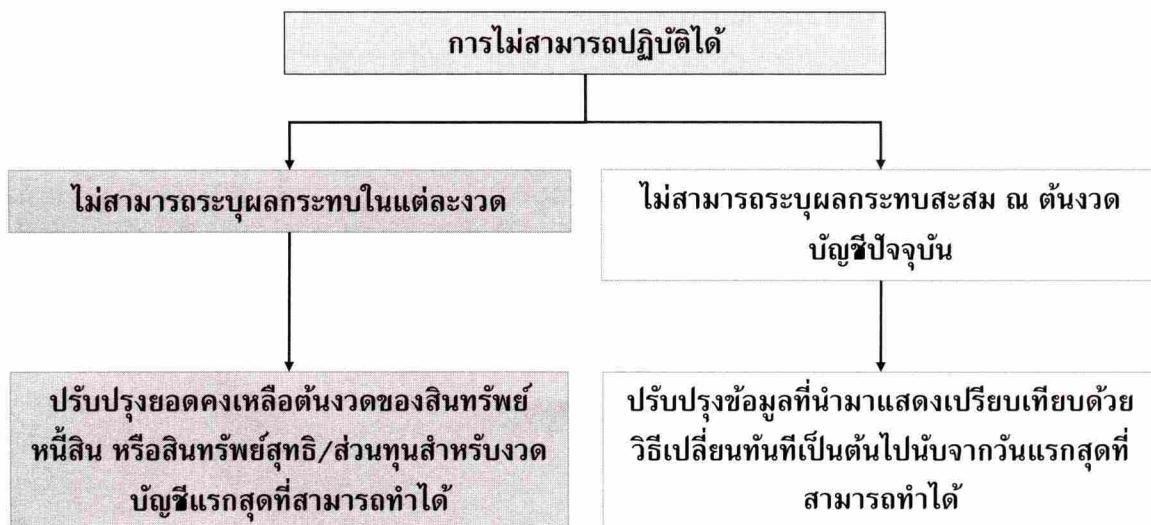 การไม่สามารถปฏิบัติได้
ไม่สามารถระบุผลกระทบในแต่ละงวด
ไม่สามารถระบุผลกระทบสะสม ณ ต้นงวด
บัญชีปัจจุบัน
ปรับปรุงยอดคงเหลือต้นงวดของสินทรัพย์
หนี้สิน หรือสินทรัพย์สุทธิ/ส่วนทุนสำหรับงวด
บัญชีแรกสุดที่สามารถทำได้
ปรับปรุงข้อมูลที่นำมาแสดงเปรียบเทียบด้วย
วิธีเปลี่ยนทันทีเป็นต้นไปนับจากวันแรกสุดที่
สามารถทำได้